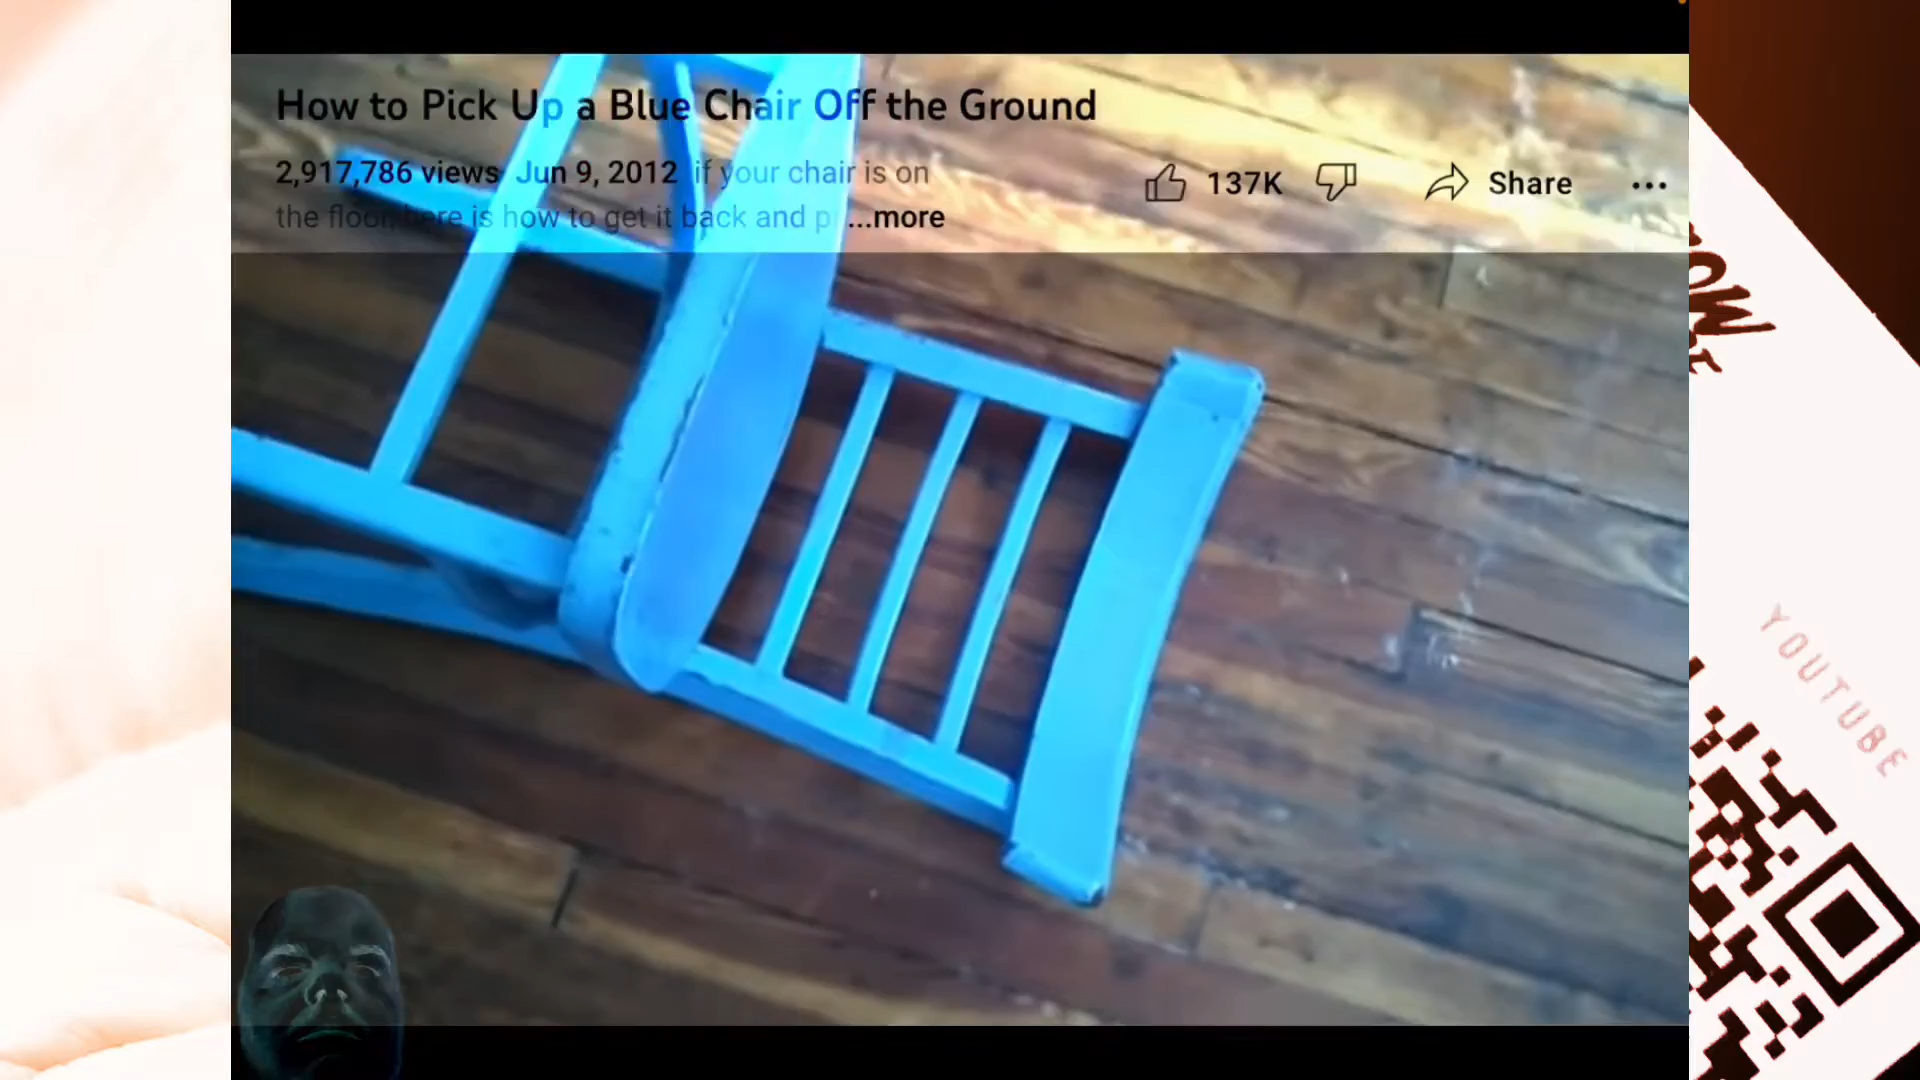 How to Pick Up a Blue Chair Off the Ground
2,917,786 views Jun 9, 2012 if your chair is on
the floor, here is how to get it back and p ...more
137K
Share
YOUTUBE